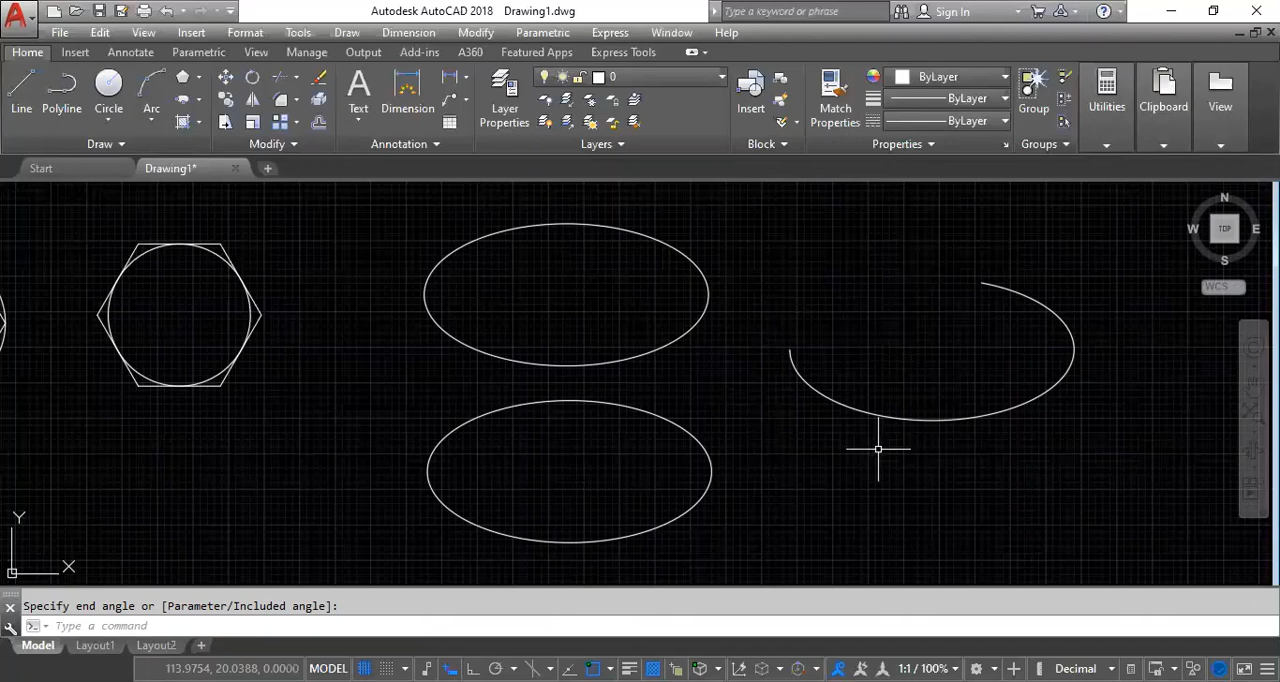 Autodesk AutoCAD 2018 Drawing1.dwg
Type a keyword or phrase
Sign In
File Edit View Insert Format Tools Draw Dimension Modify Parametric Express Window Help
Home Insert Annotate Parametric View Manage Output Add-ins A360 Featured Apps Express Tools
0
ByLayer
ByLayer
ByLayer
Line Polyline Circle Arc
Text Dimension
Layer
Properties
Insert
Match
Properties
Group
Utilities Clipboard View
Draw Modify Annotation Layers Block Properties Groups
Start Drawing1*
N
W TOP E
S
WCS
Y
X
Specify end angle or [Parameter/Included angle]:
Type a command
Model Layout1 Layout2
113.9754, 20.0388, 0.0000 MODEL 1:1 / 100% Decimal